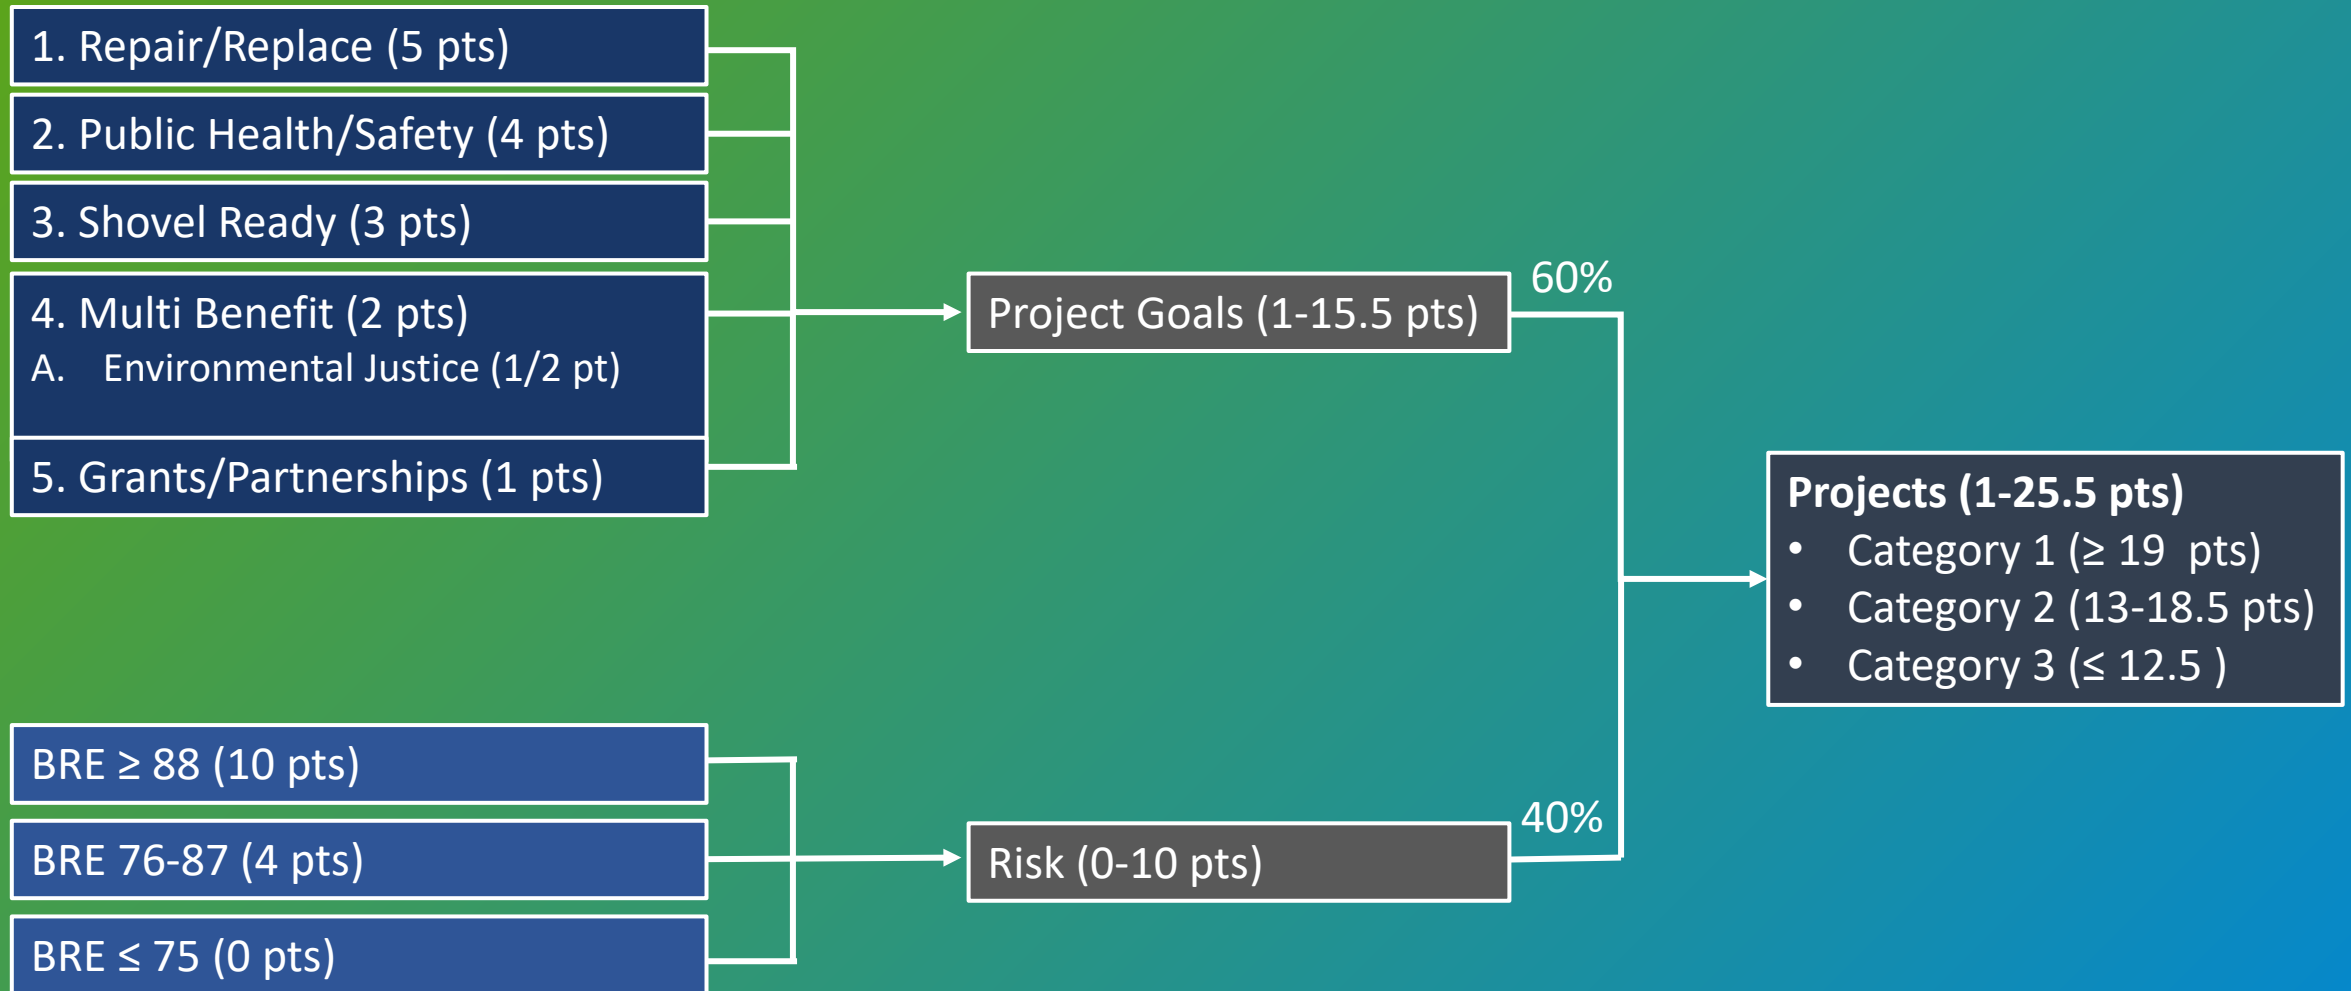 1. Repair/Replace (5 pts)
2. Public Health/Safety (4 pts)
3. Shovel Ready (3 pts)
4. Multi Benefit (2 pts)
A. Environmental Justice (1/2 pt)
5. Grants/Partnerships (1 pts)
Project Goals (1-15.5 pts)
60%
BRE ≥ 88 (10 pts)
BRE 76-87 (4 pts)
BRE ≤ 75 (0 pts)
Risk (0-10 pts)
40%
Projects (1-25.5 pts)
• Category 1 (≥ 19 pts)
• Category 2 (13-18.5 pts)
• Category 3 (≤ 12.5 )